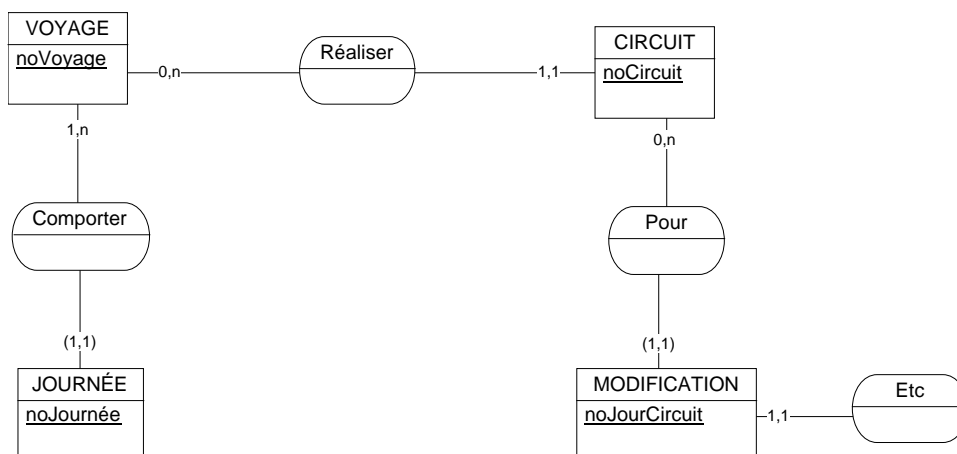 VOYAGE
noVoyage
0,n
Réaliser
1,1
CIRCUIT
noCircuit
1,n
0,n
Comporter
Pour
(1,1)
(1,1)
JOURNÉE
noJournée
MODIFICATION
noJourCircuit
1,1
Etc